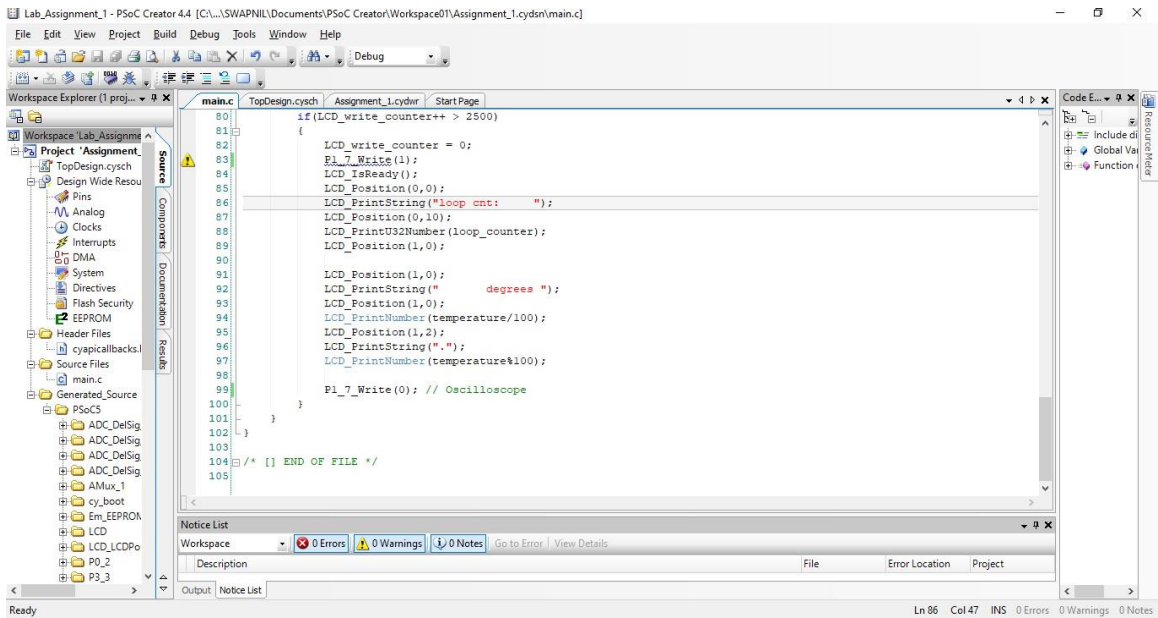 Lab_Assignment_1 - PSoC Creator 4.4 [C:\...\SWAPNIL\Documents\PSoC Creator\Workspace01\Assignment_1.cydsn\main.c]
File Edit View Project Build Debug Tools Window Help
Debug
Workspace Explorer (1 proj...
main.c TopDesign.cysch Assignment_1.cydwr Start Page
Code E...
Workspace 'Lab_Assignme
Project 'Assignment_
TopDesign.cysch
Design Wide Resou
Pins
Analog
Clocks
Interrupts
DMA
System
Directives
Flash Security
EEPROM
Header Files
cyapicallbacks.l
Source Files
main.c
Generated_Source
PSoC5
ADC_DelSig_
ADC_DelSig_
ADC_DelSig_
ADC_DelSig_
AMux_1
cy_boot
Em_EEPROM
LCD
LCD_LCDPo
P0_2
P3_3
Source
Components
Documentation
Results
80 if(LCD_write_counter++ > 2500)
81 {
82 LCD_write_counter = 0;
83 P1_7_Write(1);
84 LCD_IsReady();
85 LCD_Position(0,0);
86 LCD_PrintString("loop cnt:     ");
87 LCD_Position(0,10);
88 LCD_PrintU32Number(loop_counter);
89 LCD_Position(1,0);
90
91 LCD_Position(1,0);
92 LCD_PrintString("       degrees ");
93 LCD_Position(1,0);
94 LCD_PrintNumber(temperature/100);
95 LCD_Position(1,2);
96 LCD_PrintString(".");
97 LCD_PrintNumber(temperature%100);
98
99 P1_7_Write(0); // Oscilloscope
100 }
101 }
102 }
103
104 /* [] END OF FILE */
105
Include di
Global Var
Function
Resource Meter
Notice List
Workspace 0 Errors 0 Warnings 0 Notes Go to Error View Details
Description File Error Location Project
Output Notice List
Ready Ln 86 Col 47 INS 0 Errors 0 Warnings 0 Notes